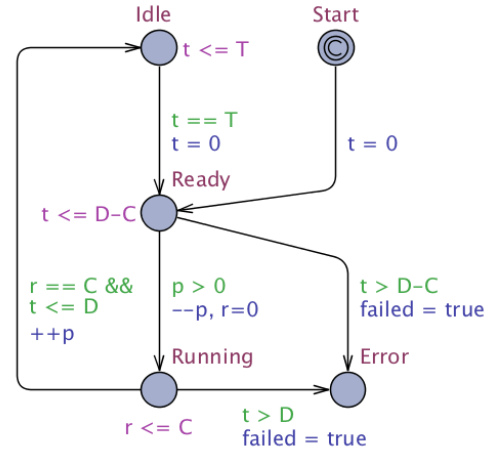 Idle
Start
C
t <= T
t == T
t = 0
t = 0
Ready
t <= D-C
r == C &&
t <= D
++p
p > 0
--p, r=0
t > D-C
failed = true
Running
Error
r <= C
t > D
failed = true